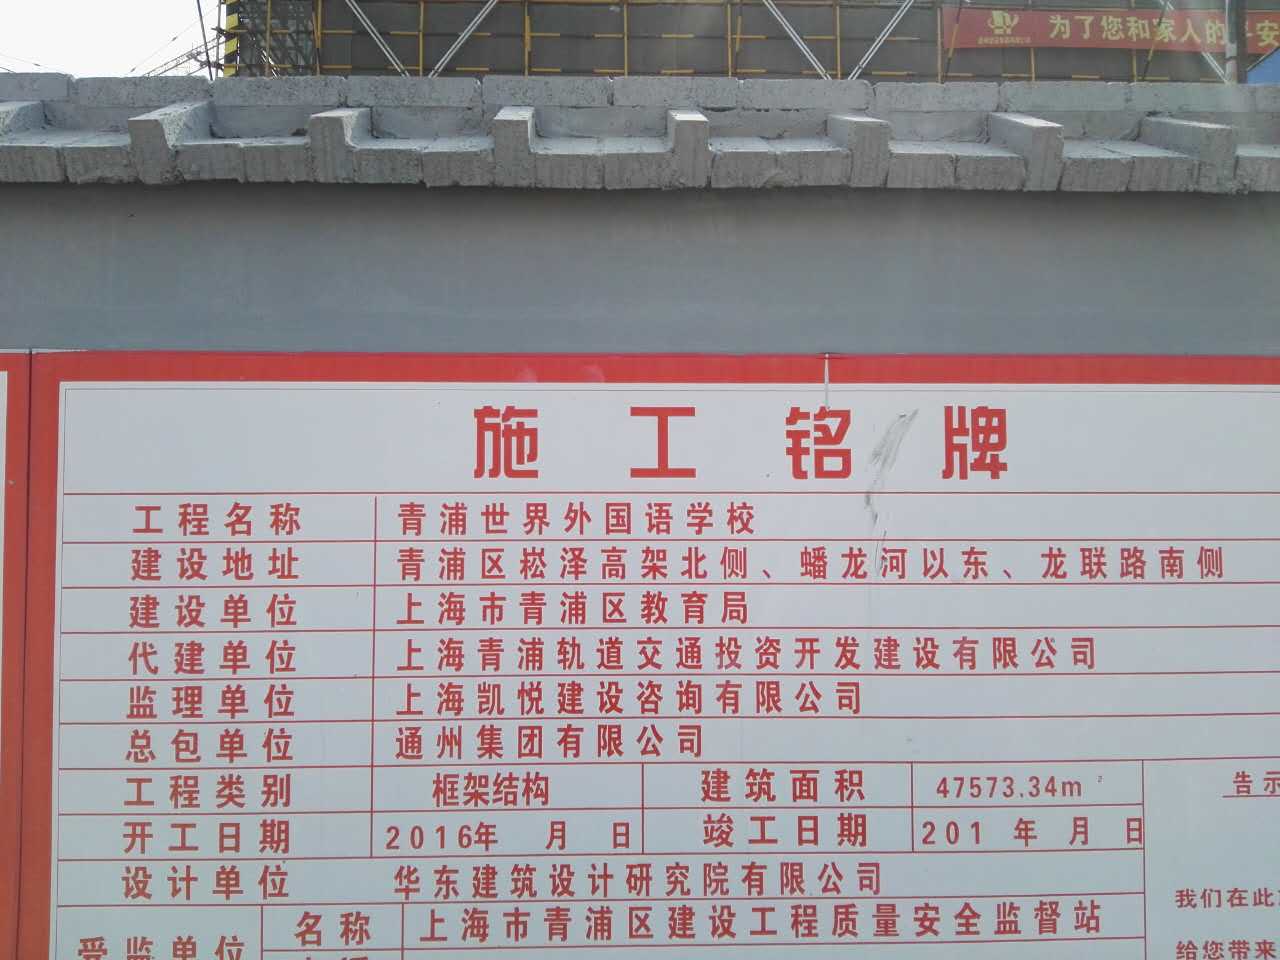 为了您和家人的
施工铭牌
工程名称 青浦世界外国语学校
建设地址 青浦区崧泽高架北侧、蟠龙河以东、龙联路南侧
建设单位 上海市青浦区教育局
代建单位 上海青浦轨道交通投资开发建设有限公司
监理单位 上海凯悦建设咨询有限公司
总包单位 通州集团有限公司
工程类别 框架结构 建筑面积 47573.34m²
开工日期 2016年 月 日 竣工日期 201 年 月 日
告示
设计单位 华东建筑设计研究院有限公司
我们在此
受监单位 名称 上海市青浦区建设工程质量安全监督站
给您带来